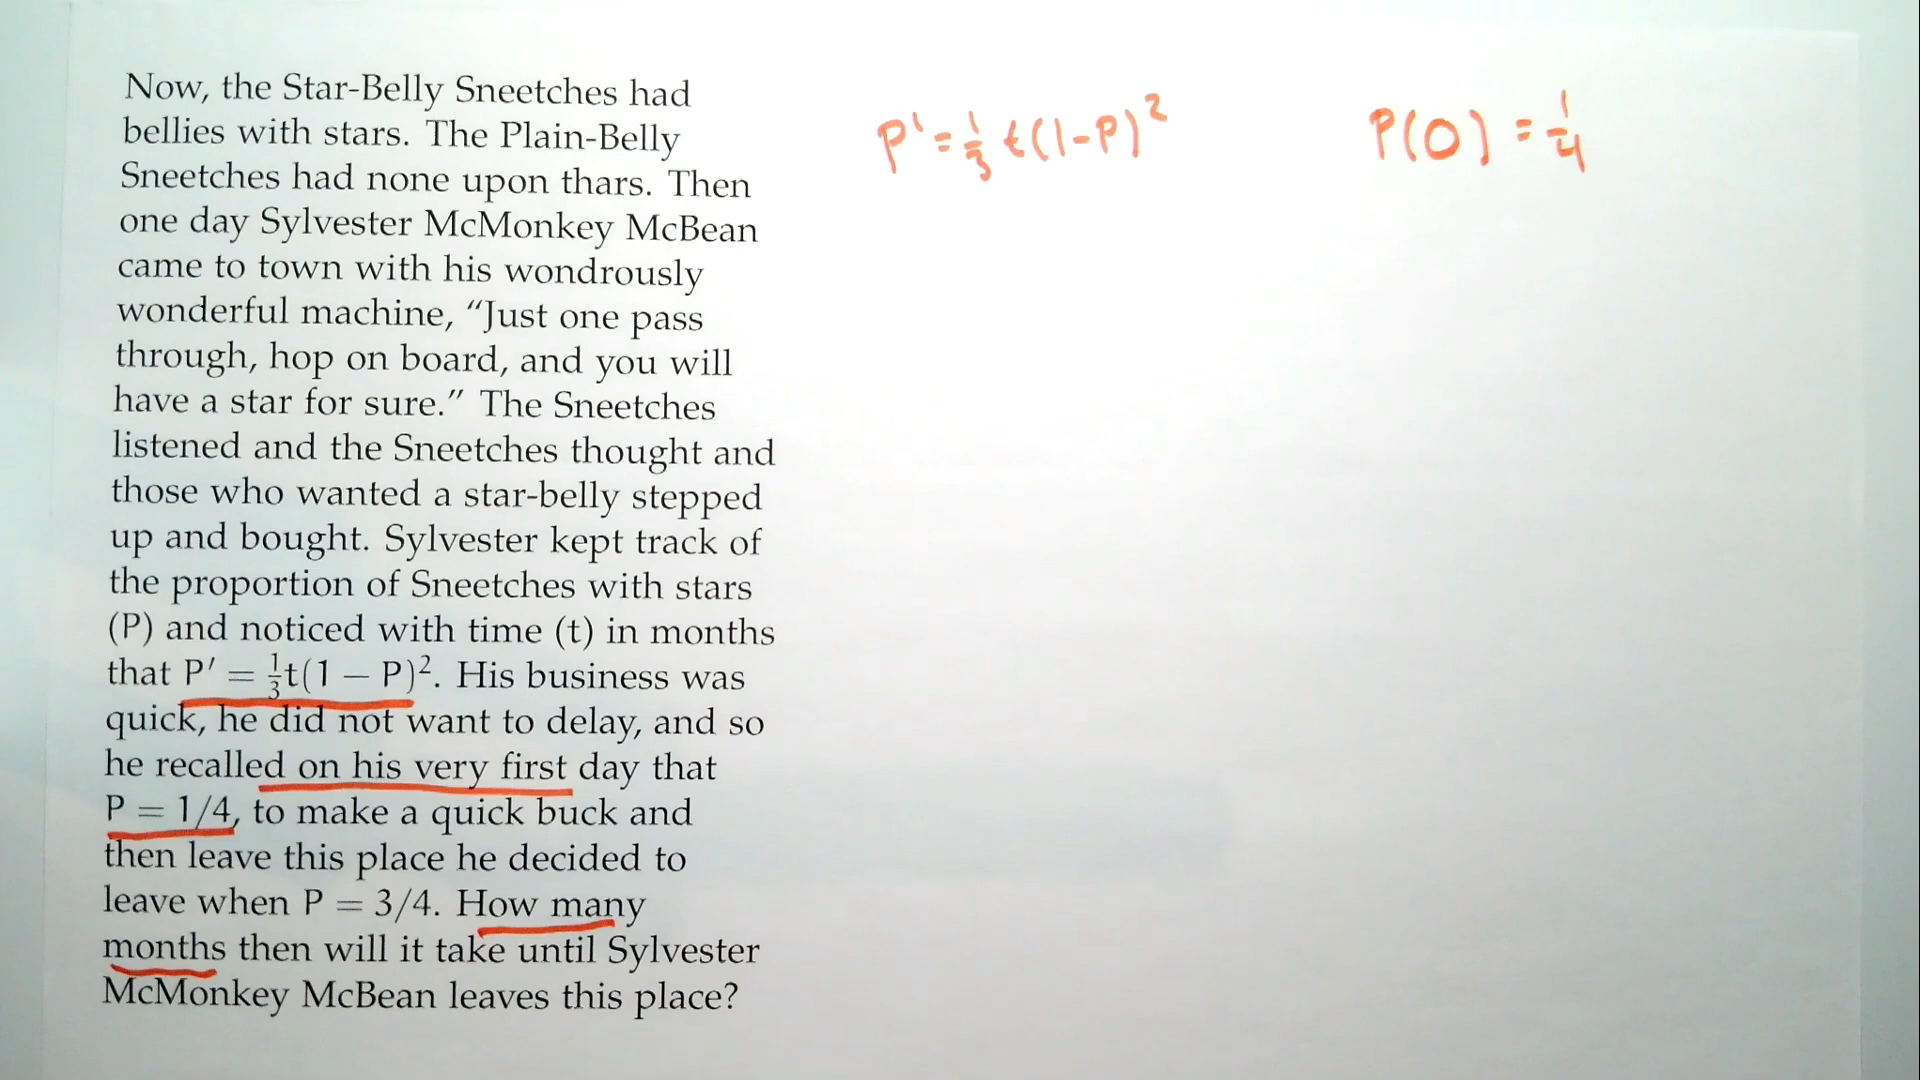 Now, the Star-Belly Sneetches had
bellies with stars. The Plain-Belly
Sneetches had none upon thars. Then
one day Sylvester McMonkey McBean
came to town with his wondrously
wonderful machine, “Just one pass
through, hop on board, and you will
have a star for sure.” The Sneetches
listened and the Sneetches thought and
those who wanted a star-belly stepped
up and bought. Sylvester kept track of
the proportion of Sneetches with stars
(P) and noticed with time (t) in months
that P′ = 1/3 t(1 − P)². His business was
quick, he did not want to delay, and so
he recalled on his very first day that
P = 1/4, to make a quick buck and
then leave this place he decided to
leave when P = 3/4. How many
months then will it take until Sylvester
McMonkey McBean leaves this place?
P' = 1/3 t(1-P)²
P(0) = 1/4